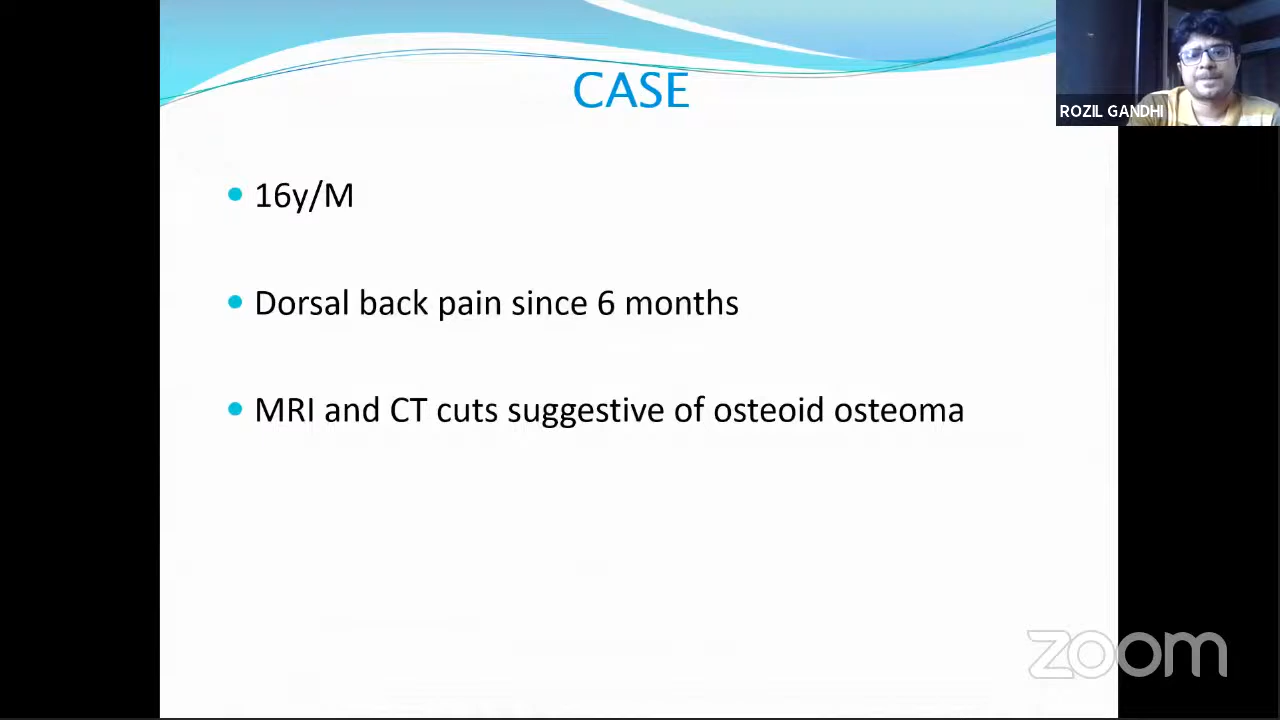 CASE
ROZIL GANDHI
16y/M
Dorsal back pain since 6 months
MRI and CT cuts suggestive of osteoid osteoma
zoom